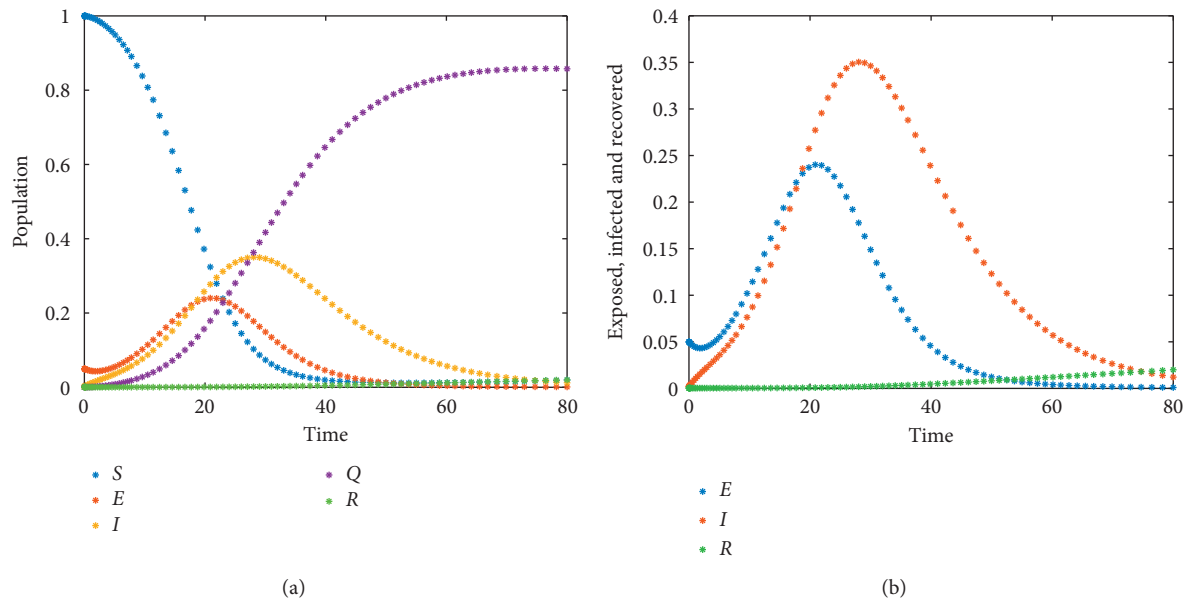 1
0.8
0.6
0.4
0.2
0
Population
0 20 40 60 80
Time
S
E
I
Q
R
(a)
0.4
0.35
0.3
0.25
0.2
0.15
0.1
0.05
0
Exposed, infected and recovered
0 20 40 60 80
Time
E
I
R
(b)